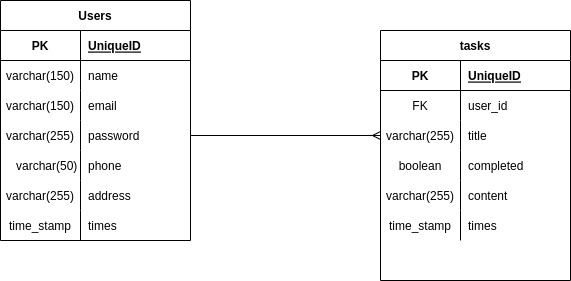 Users
PK UniqueID
varchar(150) name
varchar(150) email
varchar(255) password
varchar(50) phone
varchar(255) address
time_stamp times
tasks
PK UniqueID
FK user_id
varchar(255) title
boolean completed
varchar(255) content
time_stamp times